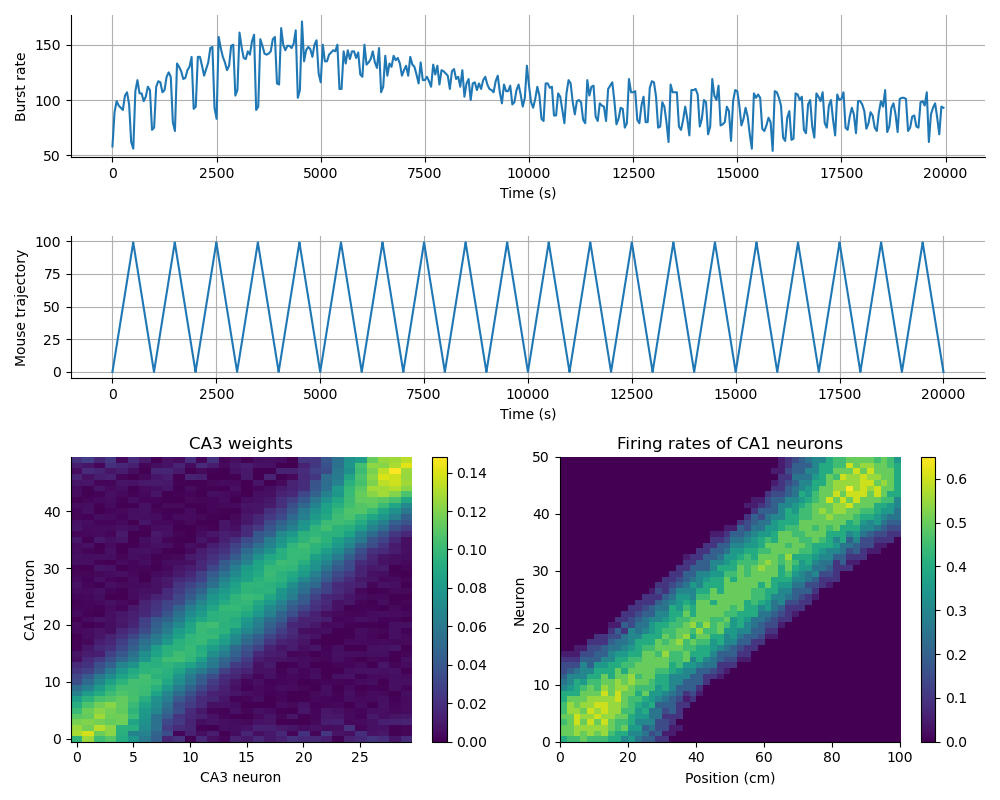 150
100
50
Burst rate
0 2500 5000 7500 10000 12500 15000 17500 20000
Time (s)
100
75
50
25
0
Mouse trajectory
0 2500 5000 7500 10000 12500 15000 17500 20000
Time (s)
CA3 weights
40
30
20
10
0
CA1 neuron
0 5 10 15 20 25
CA3 neuron
0.14
0.12
0.10
0.08
0.06
0.04
0.02
0.00
Firing rates of CA1 neurons
50
40
30
20
10
0
Neuron
0 20 40 60 80 100
Position (cm)
0.6
0.5
0.4
0.3
0.2
0.1
0.0